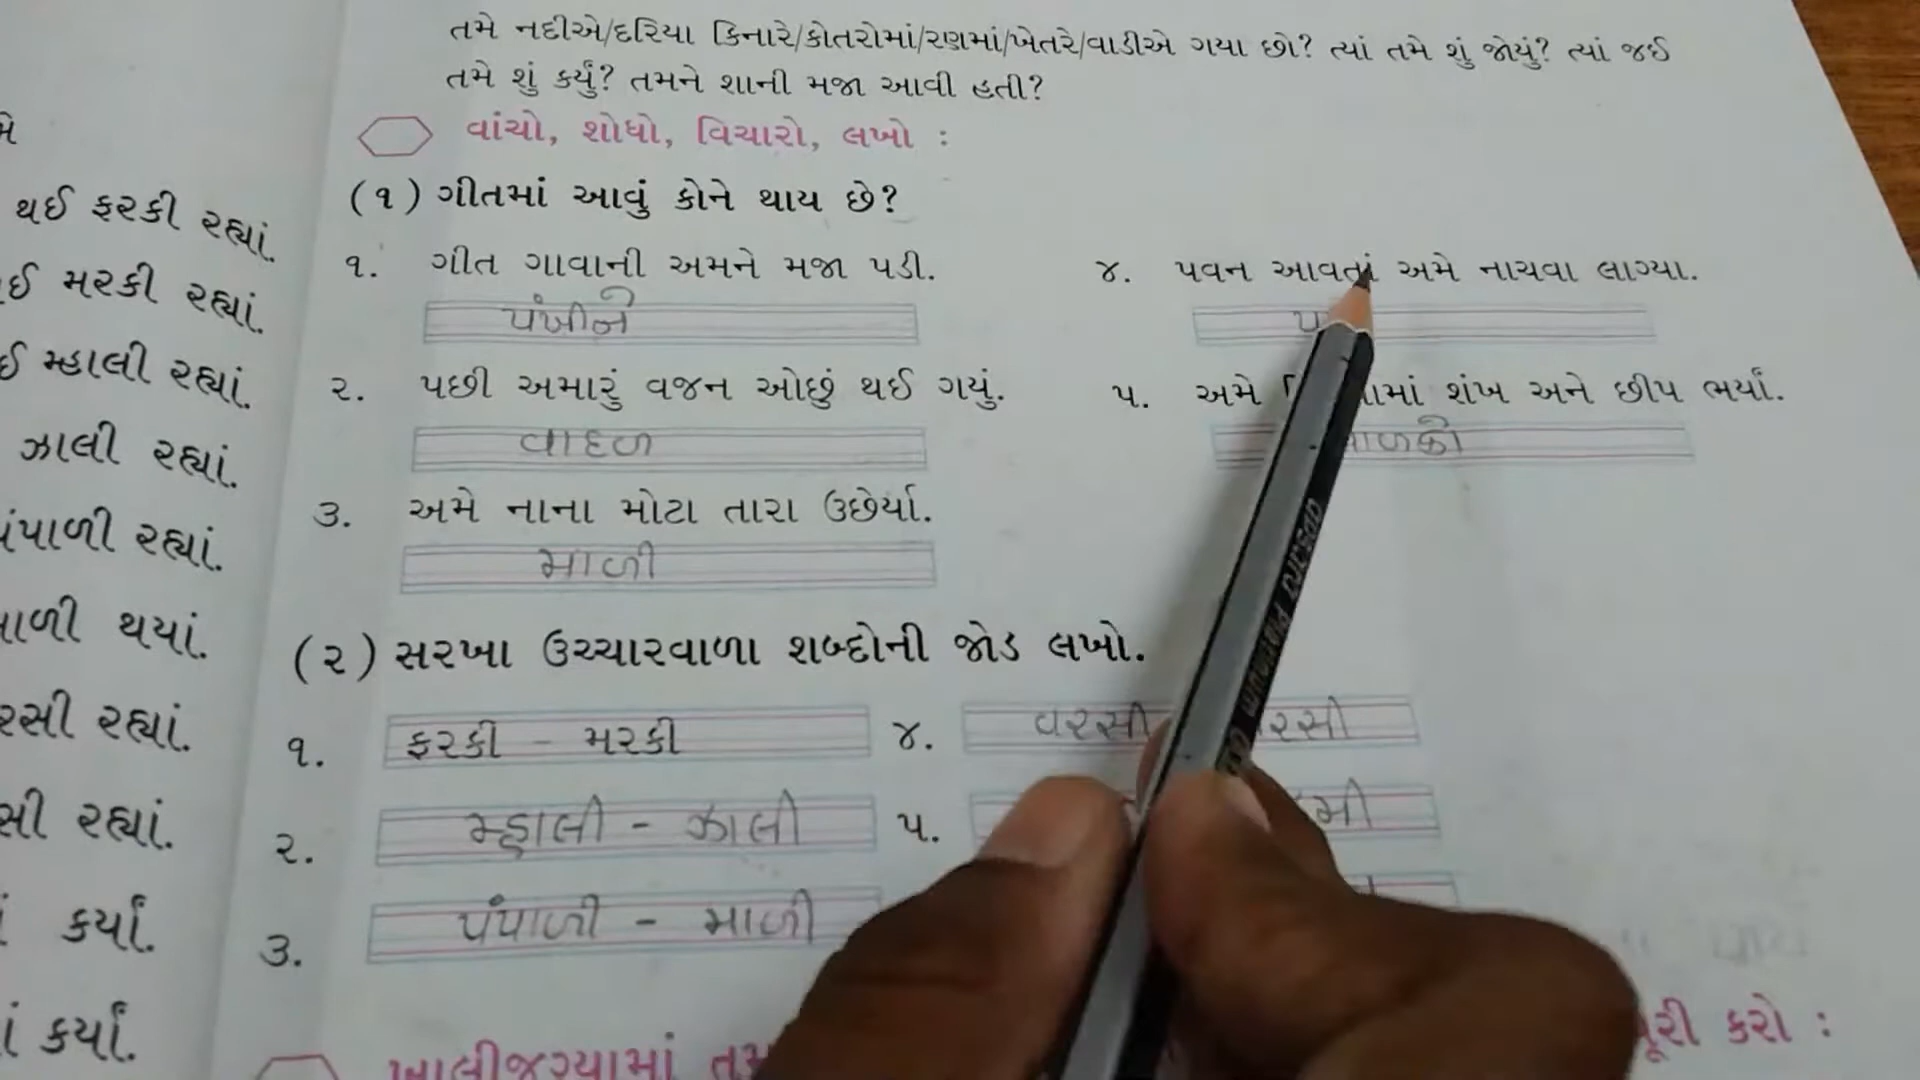 તમે નદીએ/દરિયા કિનારે/કોતરોમાં/રણમાં/ખેતરે/વાડીએ ગયા છો? ત્યાં તમે શું જોયું? ત્યાં જઈ
તમે શું કર્યું? તમને શાની મજા આવી હતી?
વાંચો, શોધો, વિચારો, લખો :
(૧) ગીતમાં આવું કોને થાય છે?
૧. ગીત ગાવાની અમને મજા પડી.
પંખીને
૨. પછી અમારું વજન ઓછું થઈ ગયું.
વાદળ
૩. અમે નાના મોટા તારા ઉછેર્યા.
માળી
૪. પવન આવતાં અમે નાચવા લાગ્યા.
૫. અમે શંખ અને છીપ ભર્યાં.
(૨) સરખા ઉચ્ચારવાળા શબ્દોની જોડ લખો.
૧. ફરકી - મરકી
૨. મ્હાલી - ઝાલી
૩. પંપાળી - માળી
૪. વરસી
૫.
ખાલીજગ્યામાં
કરો :
થઈ ફરકી રહ્યાં.
મરકી રહ્યાં.
મ્હાલી રહ્યાં.
ઝાલી રહ્યાં.
રહ્યાં.
થયાં.
રહ્યાં.
રહ્યાં.
કર્યાં.
કર્યાં.